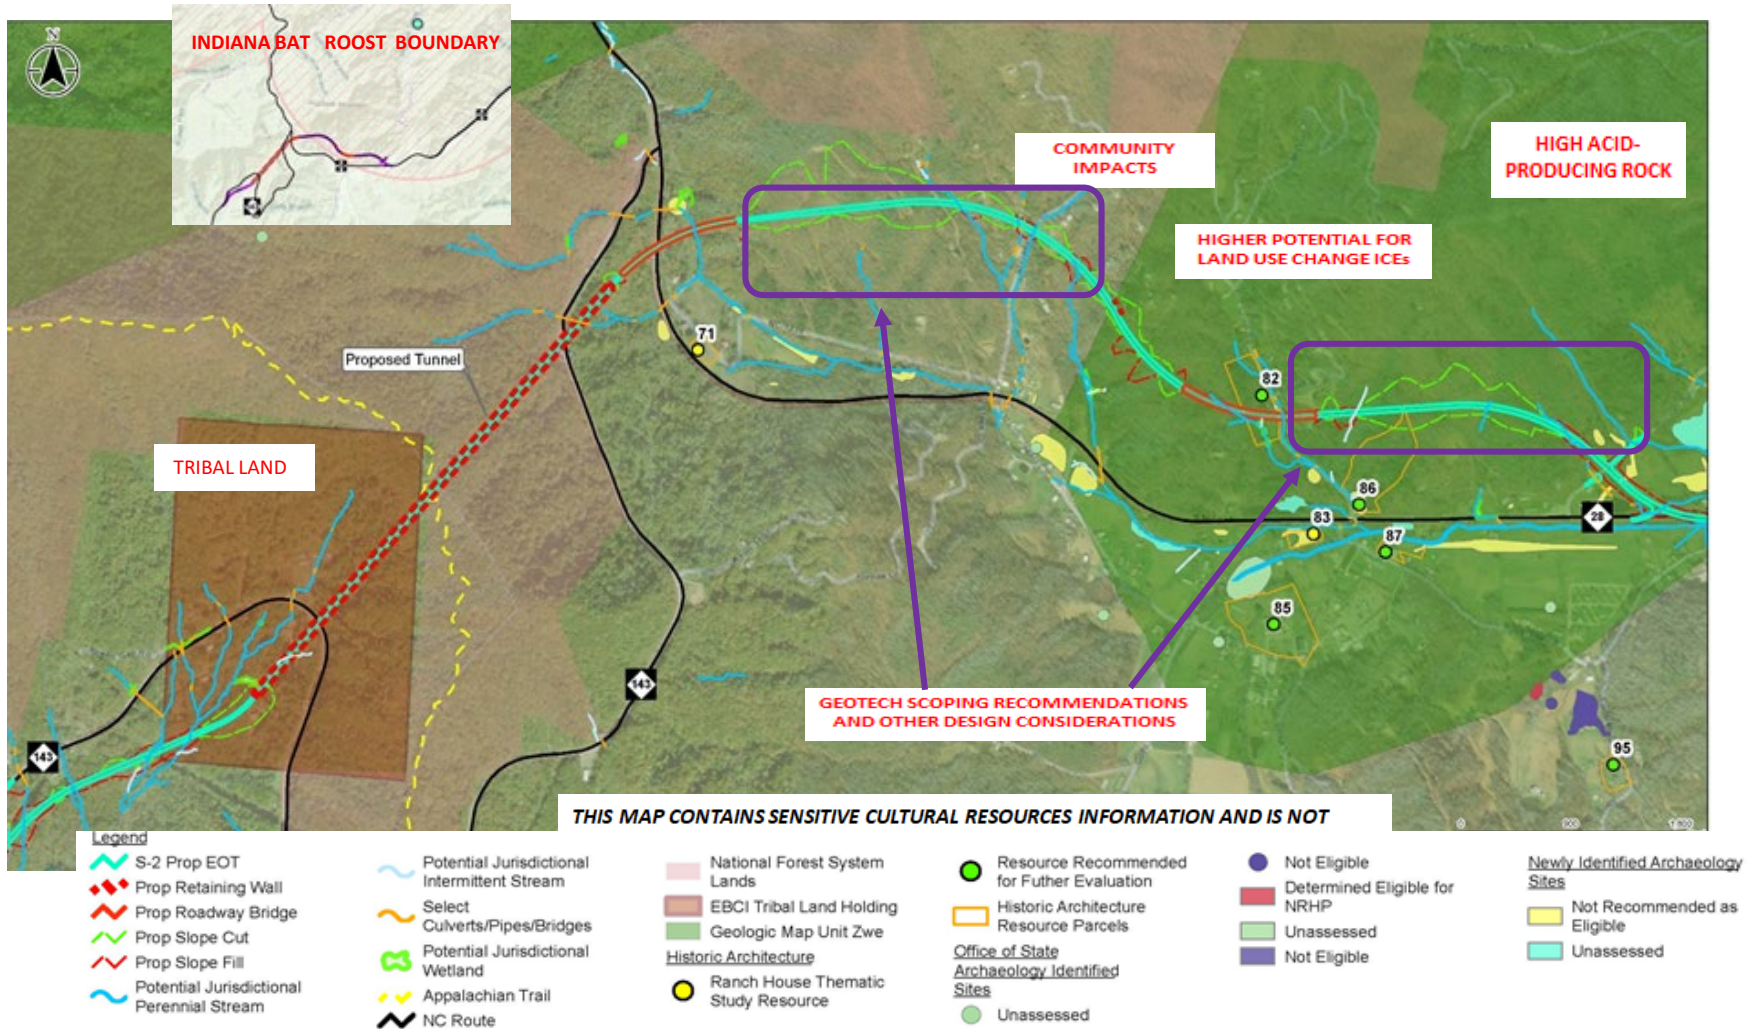 N
INDIANA BAT ROOST BOUNDARY
COMMUNITY
IMPACTS
HIGH ACID-
PRODUCING ROCK
HIGHER POTENTIAL FOR
LAND USE CHANGE ICEs
71
Proposed Tunnel
82
TRIBAL LAND
86
83
28
87
85
143
GEOTECH SCOPING RECOMMENDATIONS
AND OTHER DESIGN CONSIDERATIONS
143
95
THIS MAP CONTAINS SENSITIVE CULTURAL RESOURCES INFORMATION AND IS NOT
0 900 1,800
Legend
S-2 Prop EOT
Prop Retaining Wall
Prop Roadway Bridge
Prop Slope Cut
Prop Slope Fill
Potential Jurisdictional
Perennial Stream
Potential Jurisdictional
Intermittent Stream
Select
Culverts/Pipes/Bridges
Potential Jurisdictional
Wetland
Appalachian Trail
NC Route
National Forest System
Lands
EBCI Tribal Land Holding
Geologic Map Unit Zwe
Historic Architecture
Ranch House Thematic
Study Resource
Resource Recommended
for Futher Evaluation
Historic Architecture
Resource Parcels
Office of State
Archaeology Identified
Sites
Unassessed
Not Eligible
Determined Eligible for
NRHP
Unassessed
Not Eligible
Newly Identified Archaeology
Sites
Not Recommended as
Eligible
Unassessed